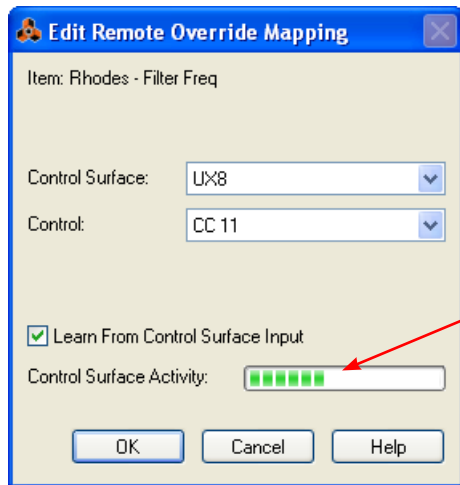 Edit Remote Override Mapping
Item: Rhodes - Filter Freq
Control Surface: UX8
Control: CC 11
Learn From Control Surface Input
Control Surface Activity:
OK Cancel Help